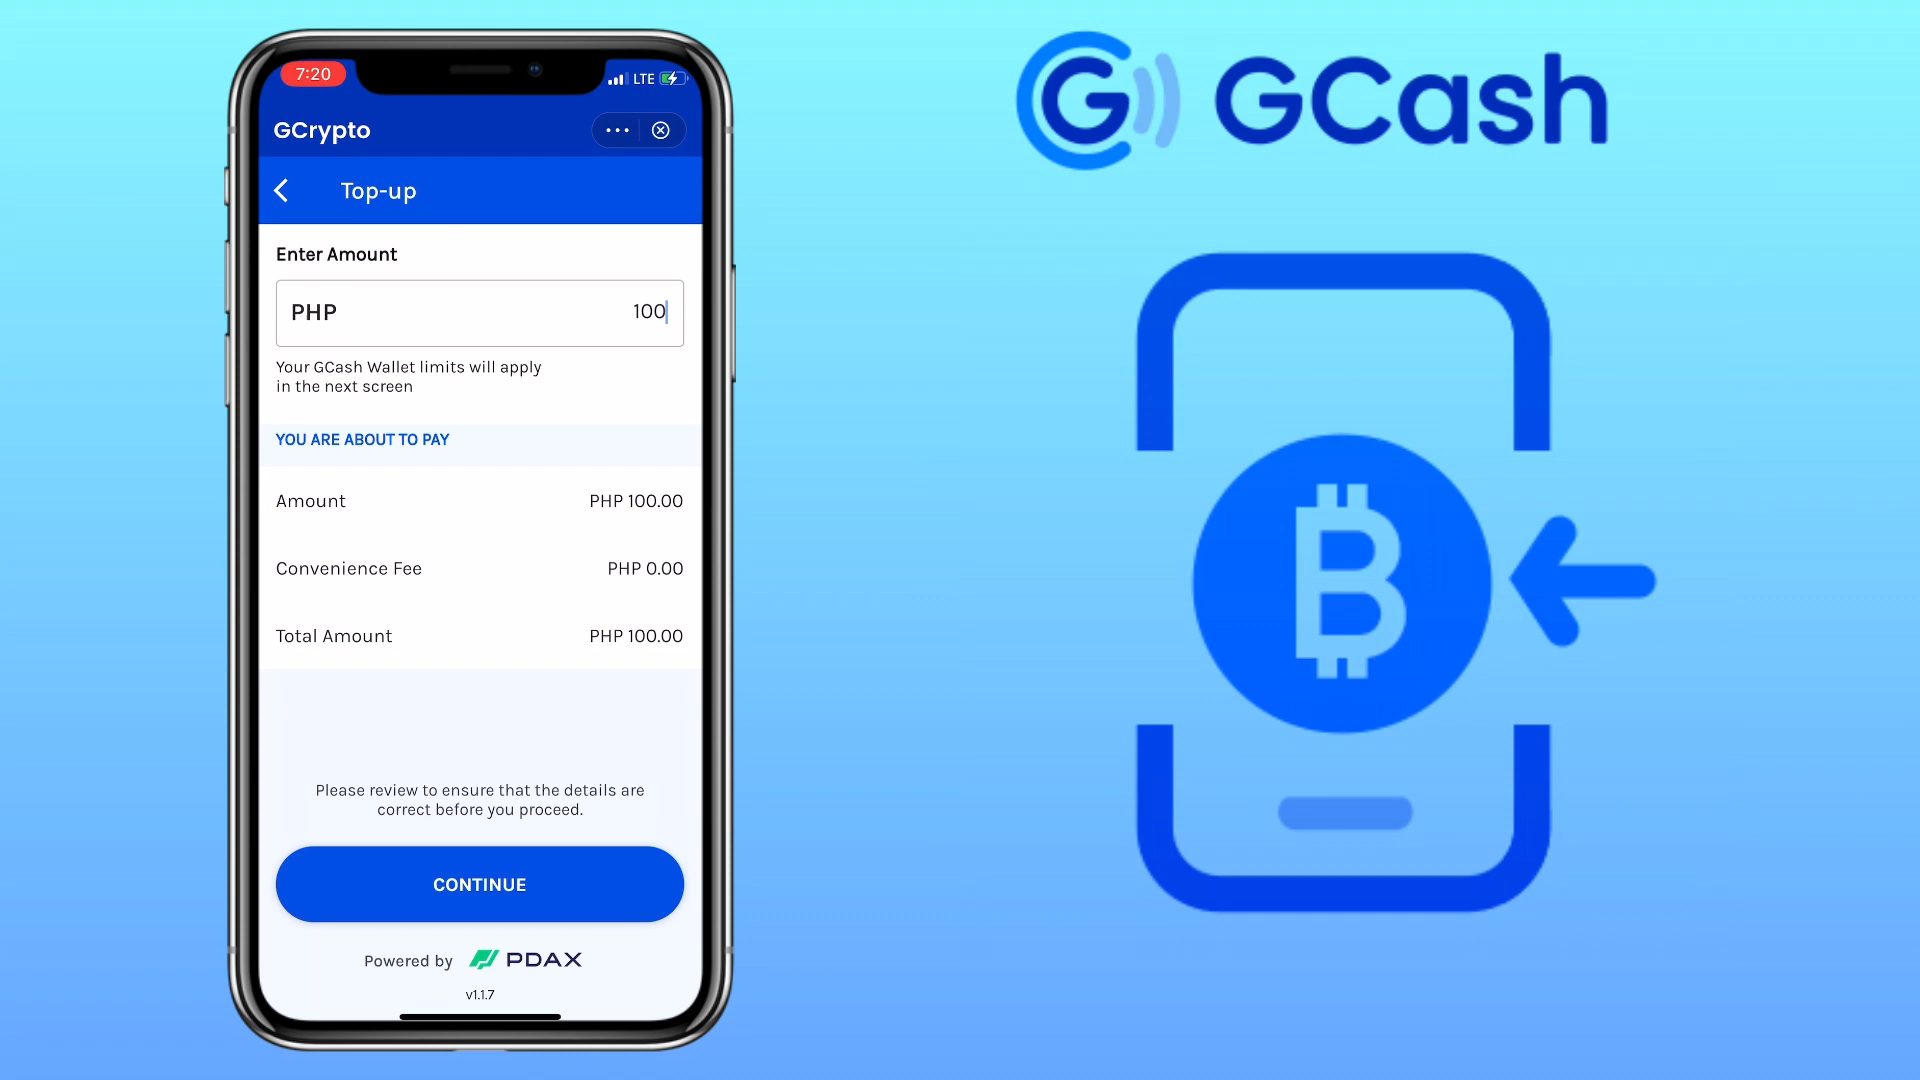 7:20
LTE
GCrypto
Top-up
Enter Amount
PHP 100
Your GCash Wallet limits will apply
in the next screen
YOU ARE ABOUT TO PAY
Amount PHP 100.00
Convenience Fee PHP 0.00
Total Amount PHP 100.00
Please review to ensure that the details are
correct before you proceed.
CONTINUE
Powered by PDAX
v1.1.7
G GCash